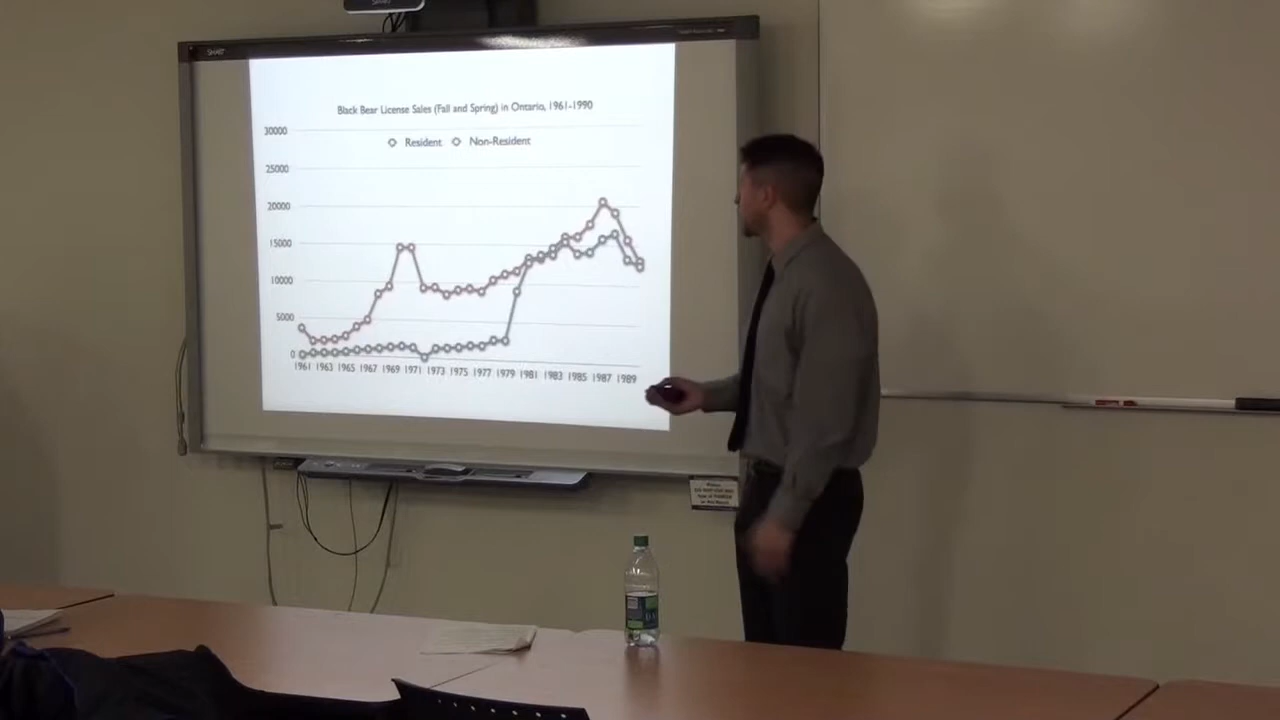 SMART
Black Bear License Sales (Fall and Spring) in Ontario, 1961-1990
Resident Non-Resident
30000
25000
20000
15000
10000
5000
0
1961 1963 1965 1967 1969 1971 1973 1975 1977 1979 1981 1983 1985 1987 1989